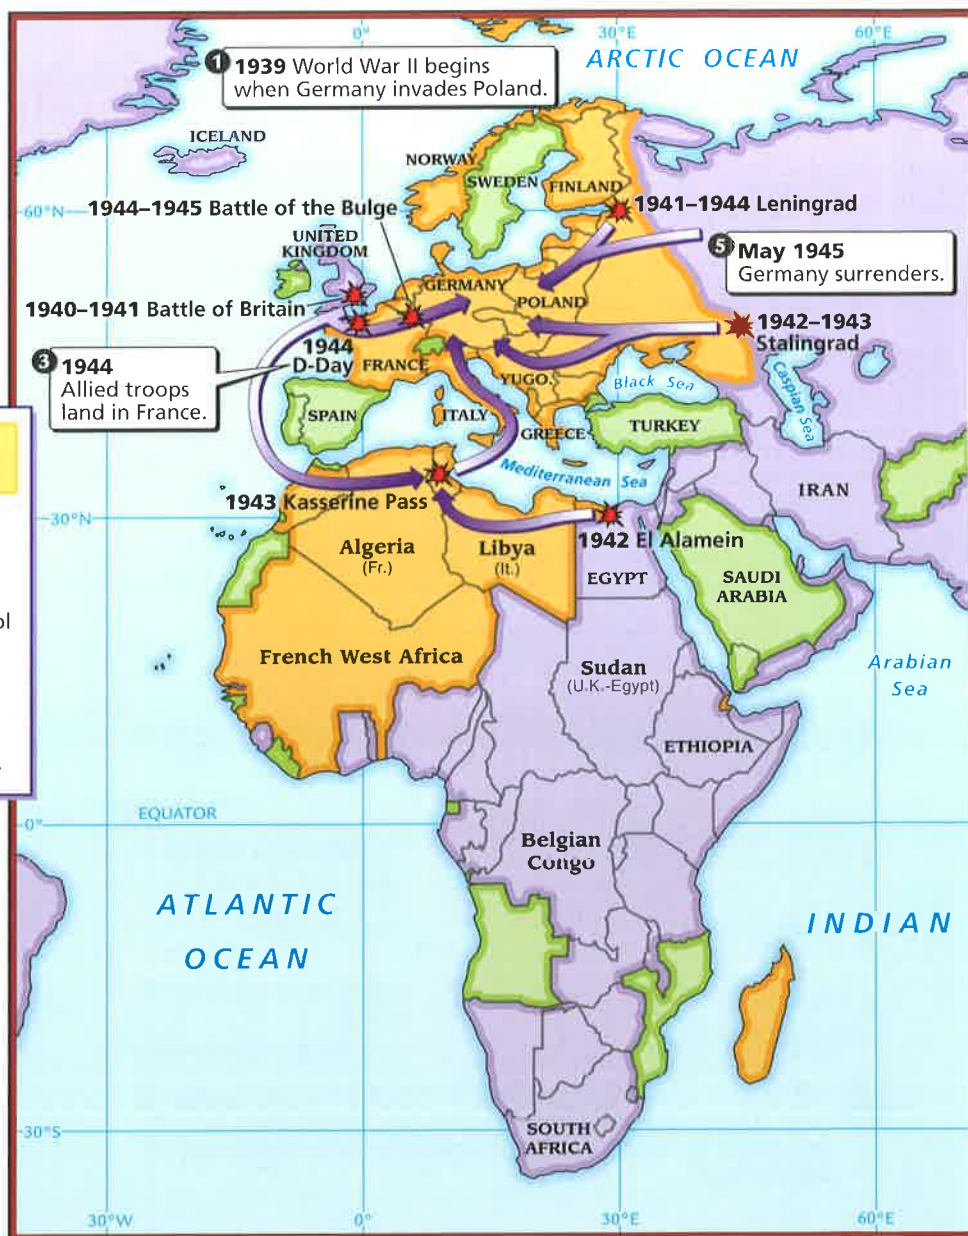 0°
30°E
60°E
❶ 1939 World War II begins
when Germany invades Poland.
ARCTIC OCEAN
ICELAND
NORWAY
SWEDEN
FINLAND
60°N
1944–1945 Battle of the Bulge
1941–1944 Leningrad
UNITED
KINGDOM
❺ May 1945
Germany surrenders.
GERMANY
POLAND
1940–1941 Battle of Britain
1942–1943
Stalingrad
1944
D-Day
FRANCE
❸ 1944
Allied troops
land in France.
YUGO.
Black Sea
Caspian Sea
SPAIN
ITALY
GREECE
TURKEY
Mediterranean Sea
IRAN
1943 Kasserine Pass
30°N
1942 El Alamein
Algeria
(Fr.)
Libya
(It.)
EGYPT
SAUDI
ARABIA
ol
French West Africa
Sudan
(U.K.-Egypt)
Arabian
Sea
ETHIOPIA
EQUATOR
0°
Belgian
Congo
ATLANTIC
OCEAN
INDIAN
30°S
SOUTH
AFRICA
30°W
0°
30°E
60°E